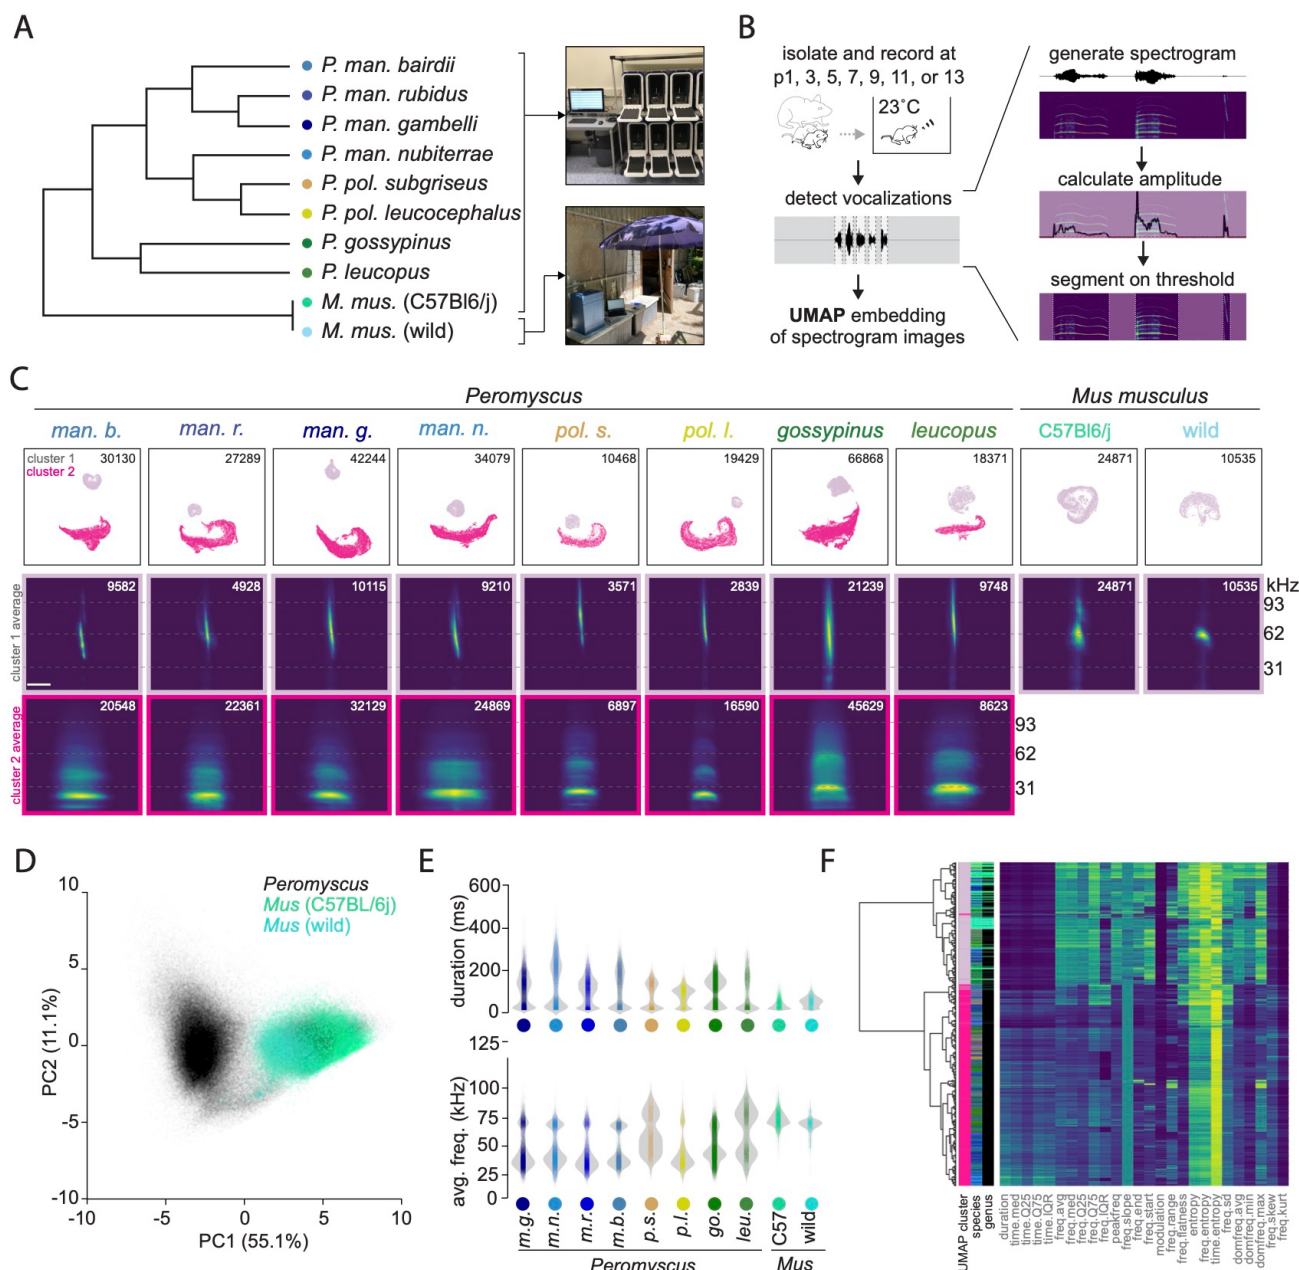 A
P. man. bairdii
P. man. rubidus
P. man. gambelli
P. man. nubiterrae
P. pol. subgriseus
P. pol. leucocephalus
P. gossypinus
P. leucopus
M. mus. (C57Bl6/j)
M. mus. (wild)
B
isolate and record at
p1, 3, 5, 7, 9, 11, or 13
23˚C
detect vocalizations
UMAP embedding
of spectrogram images
generate spectrogram
calculate amplitude
segment on threshold
C
Peromyscus
Mus musculus
man. b.
man. r.
man. g.
man. n.
pol. s.
pol. l.
gossypinus
leucopus
C57Bl6/j
wild
cluster 1
cluster 2
30130
27289
42244
34079
10468
19429
66868
18371
24871
10535
cluster 1 average
9582
4928
10115
9210
3571
2839
21239
9748
24871
10535
kHz
93
62
31
cluster 2 average
20548
22361
32129
24869
6897
16590
45629
8623
93
62
31
D
Peromyscus
Mus (C57BL/6j)
Mus (wild)
PC2 (11.1%)
10
5
0
-5
-10
-10
-5
0
5
10
PC1 (55.1%)
E
duration (ms)
600
400
200
0
avg. freq. (kHz)
125
100
75
50
25
0
m.g.
m.n.
m.r.
m.b.
p.s.
p.l.
go.
leu.
C57
wild
Peromyscus
Mus
F
UMAP cluster
species
genus
duration
time.med
time.Q25
time.Q75
time.IQR
freq.avg
freq.med
freq.Q25
freq.Q75
freq.IQR
peakfreq
freq.slope
freq.end
freq.start
modulation
freq.range
freq.flatness
entropy
freq.entropy
time.entropy
freq.sd
domfreq.avg
domfreq.min
domfreq.max
freq.skew
freq.kurt